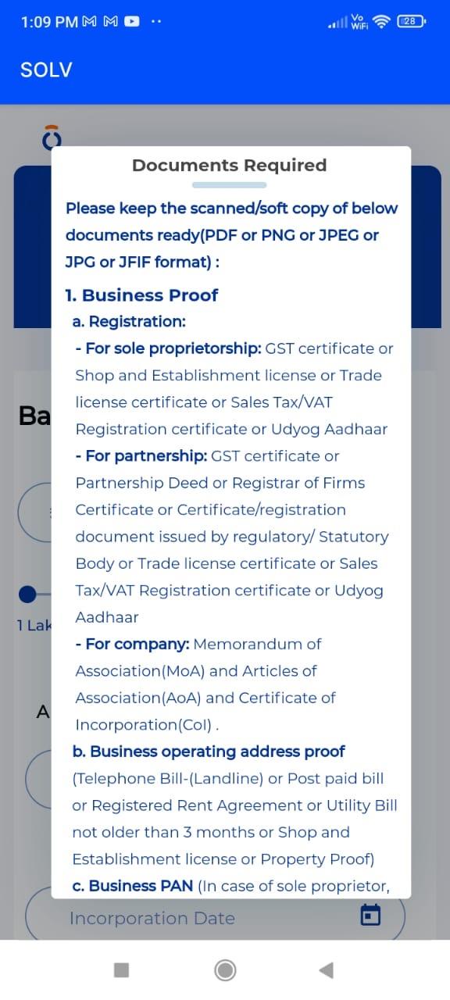 1:09 PM
Vo
WiFi
28
SOLV
Documents Required
Please keep the scanned/soft copy of below
documents ready(PDF or PNG or JPEG or
JPG or JFIF format) :
1. Business Proof
a. Registration:
- For sole proprietorship: GST certificate or
Shop and Establishment license or Trade
license certificate or Sales Tax/VAT
Registration certificate or Udyog Aadhaar
- For partnership: GST certificate or
Partnership Deed or Registrar of Firms
Certificate or Certificate/registration
document issued by regulatory/ Statutory
Body or Trade license certificate or Sales
Tax/VAT Registration certificate or Udyog
Aadhaar
- For company: Memorandum of
Association(MoA) and Articles of
Association(AoA) and Certificate of
Incorporation(CoI) .
b. Business operating address proof
(Telephone Bill-(Landline) or Post paid bill
or Registered Rent Agreement or Utility Bill
not older than 3 months or Shop and
Establishment license or Property Proof)
c. Business PAN (In case of sole proprietor,
Ba
1 Lak
A
Incorporation Date